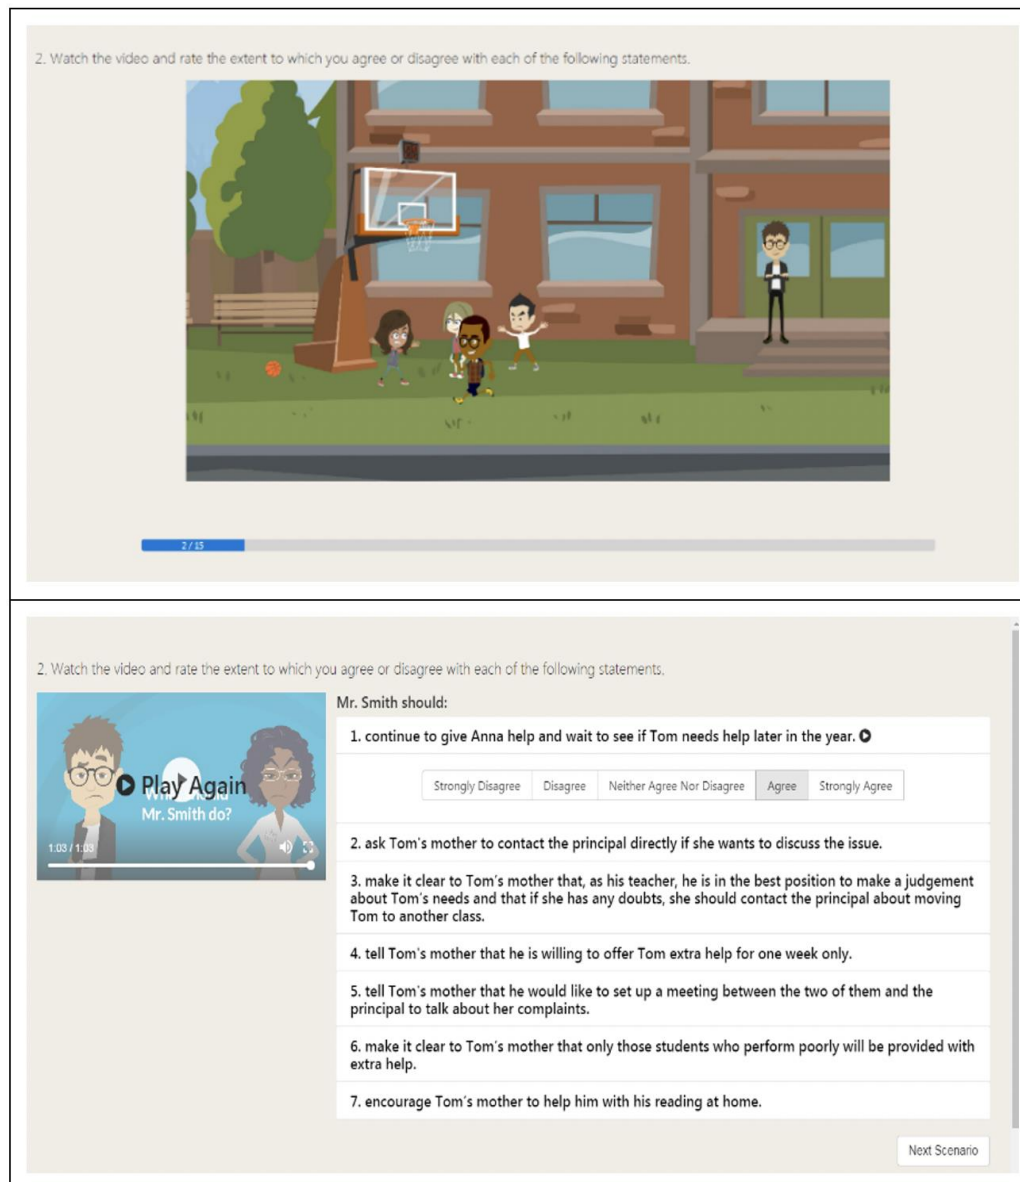 2. Watch the video and rate the extent to which you agree or disagree with each of the following statements.
2 / 15
2. Watch the video and rate the extent to which you agree or disagree with each of the following statements.
Mr. Smith should:
1. continue to give Anna help and wait to see if Tom needs help later in the year.
Play Again
Mr. Smith do?
1:03 / 1:03
Strongly Disagree Disagree Neither Agree Nor Disagree Agree Strongly Agree
2. ask Tom's mother to contact the principal directly if she wants to discuss the issue.
3. make it clear to Tom's mother that, as his teacher, he is in the best position to make a judgement
about Tom's needs and that if she has any doubts, she should contact the principal about moving
Tom to another class.
4. tell Tom's mother that he is willing to offer Tom extra help for one week only.
5. tell Tom's mother that he would like to set up a meeting between the two of them and the
principal to talk about her complaints.
6. make it clear to Tom's mother that only those students who perform poorly will be provided with
extra help.
7. encourage Tom's mother to help him with his reading at home.
Next Scenario